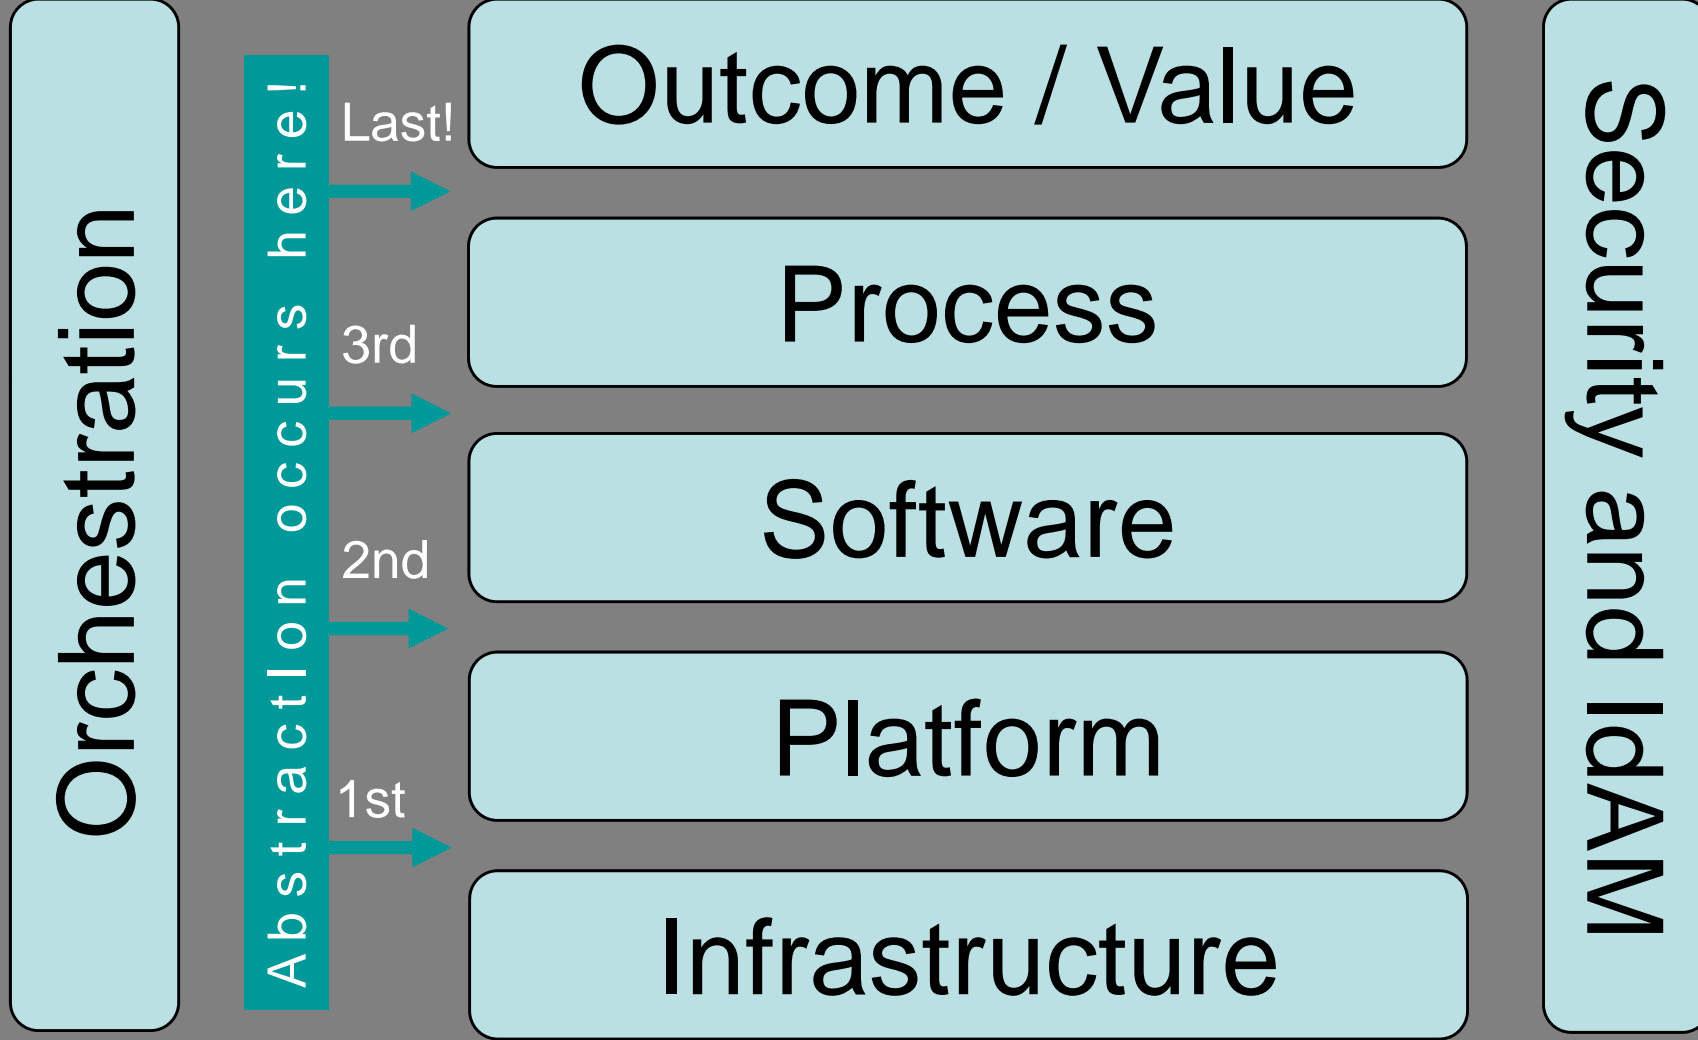 Orchestration
AbstractIon occurs here!
Last!
3rd
2nd
1st
Outcome / Value
Process
Software
Platform
Infrastructure
Security and IdAM